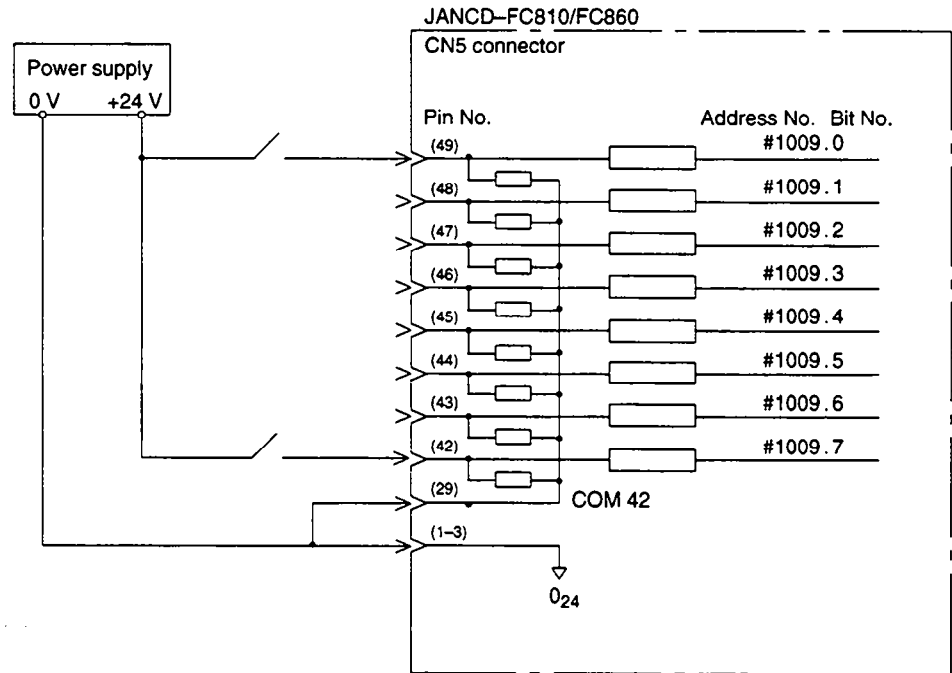 JANCD–FC810/FC860
CN5 connector
Power supply
0 V +24 V
Pin No. Address No. Bit No.
(49) #1009.0
(48) #1009.1
(47) #1009.2
(46) #1009.3
(45) #1009.4
(44) #1009.5
(43) #1009.6
(42) #1009.7
(29) COM 42
(1–3)
024